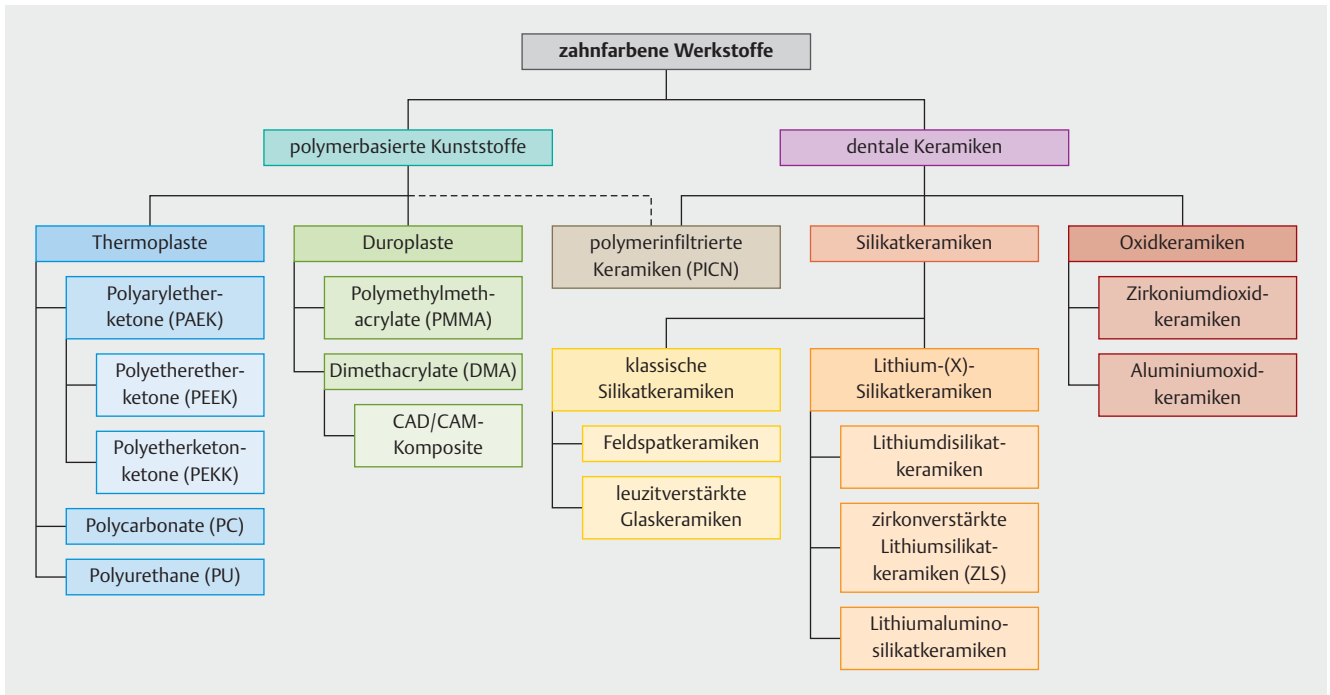 zahnfarbene Werkstoffe
polymerbasierte Kunststoffe
dentale Keramiken
Thermoplaste
Polyarylether-
ketone (PAEK)
Polyetherether-
ketone (PEEK)
Polyetherketon-
ketone (PEKK)
Polycarbonate (PC)
Polyurethane (PU)
Duroplaste
Polymethylmeth-
acrylate (PMMA)
Dimethacrylate (DMA)
CAD/CAM-
Komposite
polymerinfiltrierte
Keramiken (PICN)
Silikatkeramiken
klassische
Silikatkeramiken
Feldspatkeramiken
leuzitverstärkte
Glaskeramiken
Lithium-(X)-
Silikatkeramiken
Lithiumdisilikat-
keramiken
zirkonverstärkte
Lithiumsilikat-
keramiken (ZLS)
Lithiumalumino-
silikatkeramiken
Oxidkeramiken
Zirkoniumdioxid-
keramiken
Aluminiumoxid-
keramiken